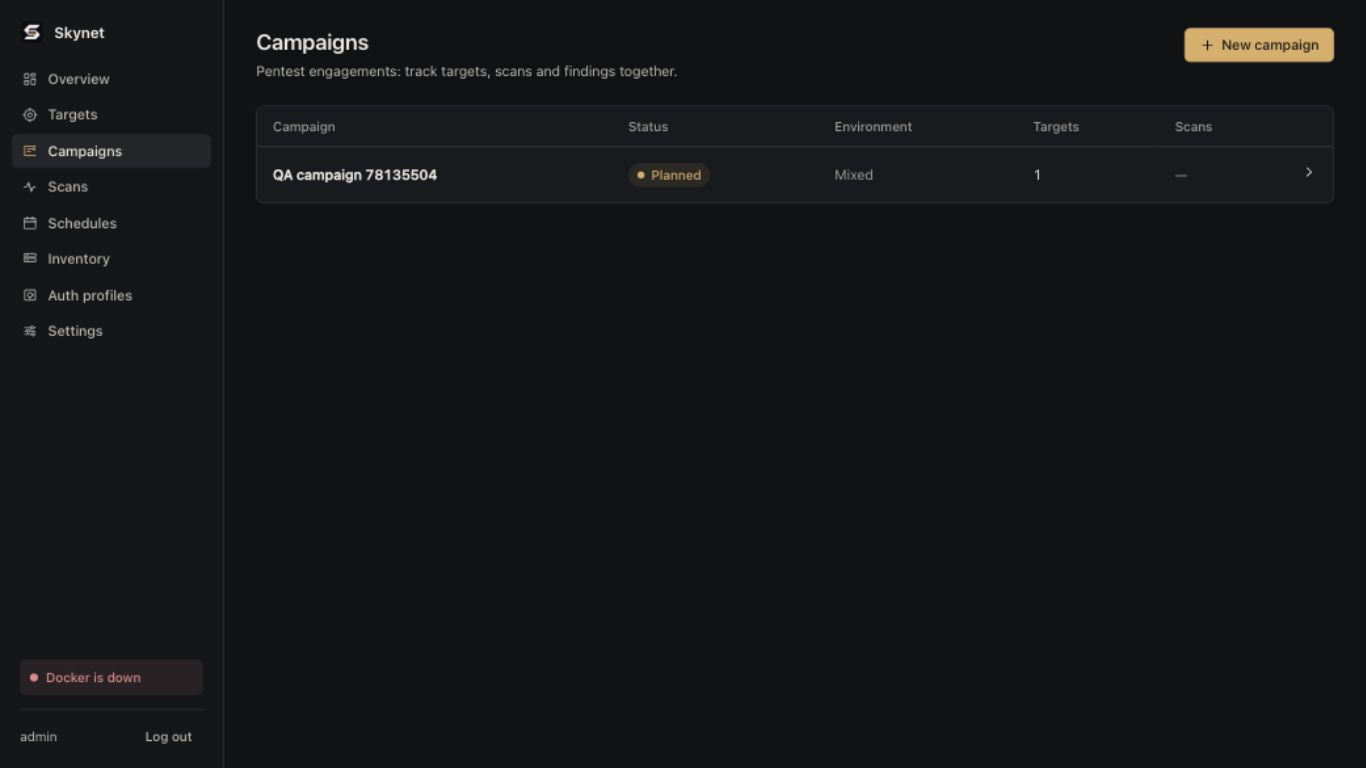 Skynet
Overview
Targets
Campaigns
Scans
Schedules
Inventory
Auth profiles
Settings
Docker is down
admin Log out
Campaigns
Pentest engagements: track targets, scans and findings together.
+ New campaign
Campaign Status Environment Targets Scans
QA campaign 78135504 Planned Mixed 1 —